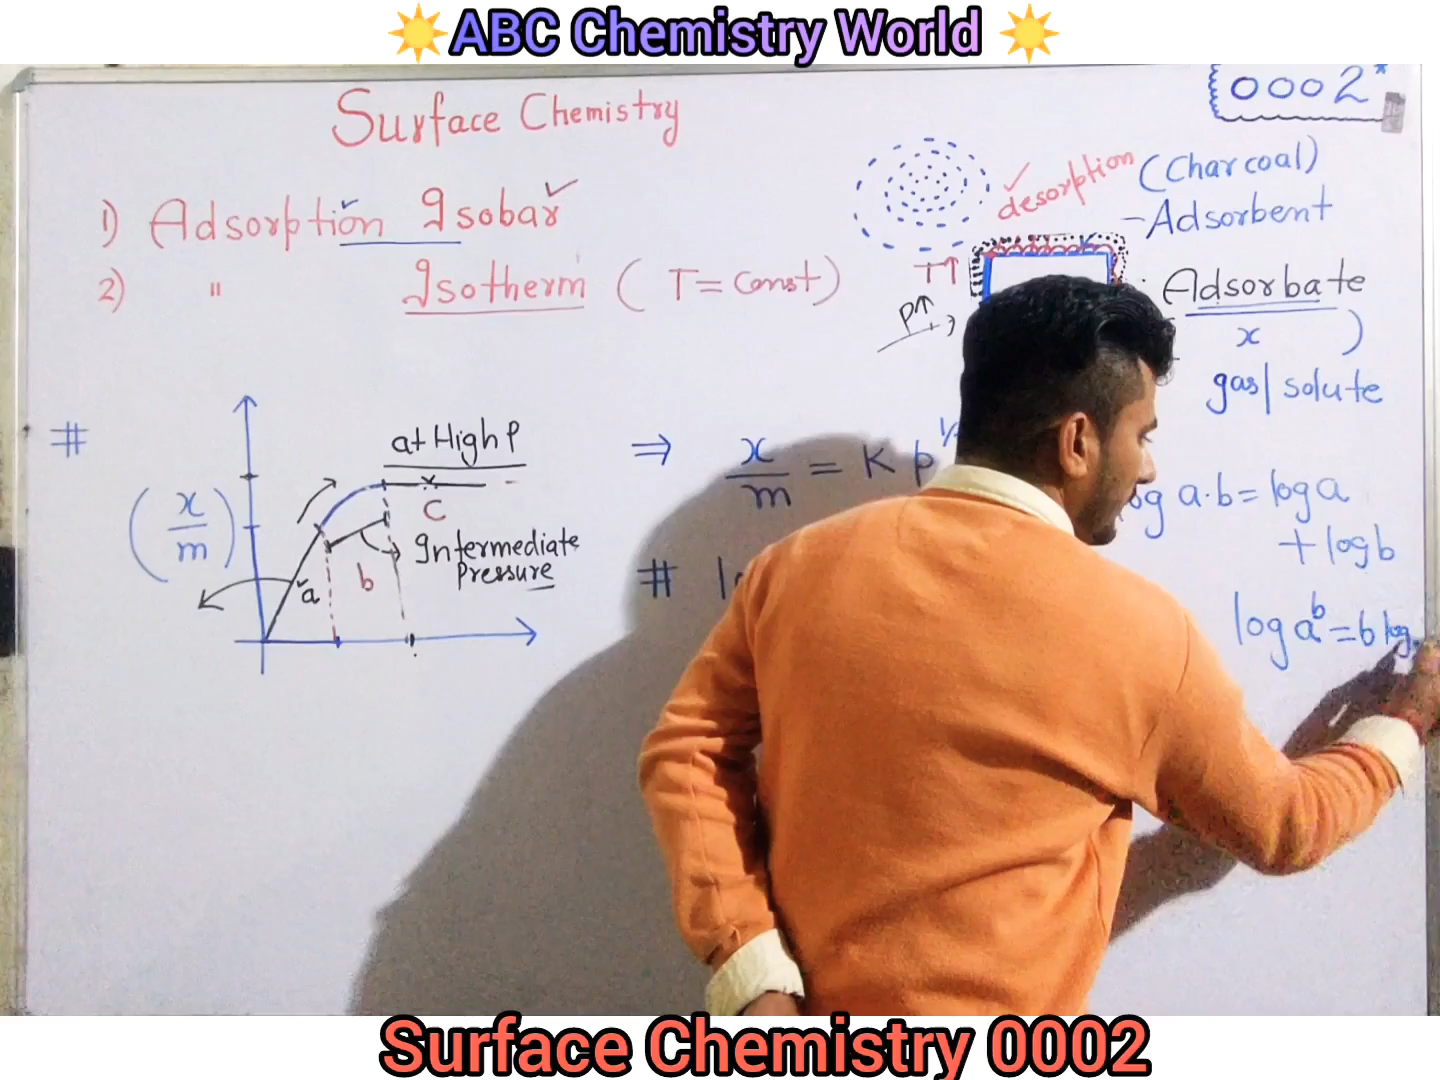 ☀️ABC Chemistry World☀️
0002*
Surface Chemistry
1) Adsorption Isobar
2) " Isotherm ( T = Const )
desorption
(Charcoal)
- Adsorbent
T↑
P↑
: Adsorbate
x )
gas/ solute
#
(x/m)
at High P
C
Intermediate
Pressure
a
b
⇒ x/m = K p
log a·b = log a
+ log b
#
log a^b = b log
Surface Chemistry 0002